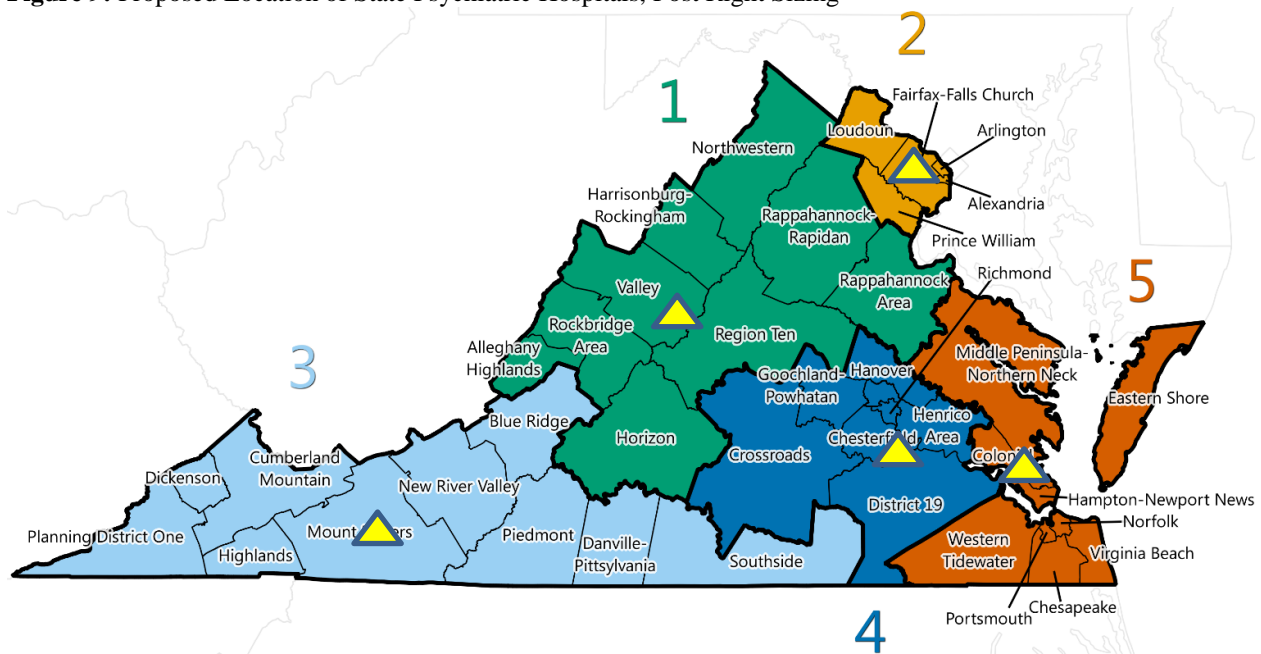 Figure 9: Proposed Location of State Psychiatric Hospitals, Post Right Sizing
2
Fairfax-Falls Church
1
Loudoun
Arlington
Northwestern
Alexandria
Harrisonburg-
Rockingham
Rappahannock-
Rapidan
Prince William
Richmond
5
Valley
Rappahannock
Area
Rockbridge
Area
Region Ten
3
Alleghany
Highlands
Middle Peninsula-
Northern Neck
Goochland-
Powhatan
Hanover
Eastern Shore
Blue Ridge
Henrico
Area
Horizon
Chesterfield
Crossroads
Colonial
Cumberland
Mountain
Dickenson
New River Valley
Hampton-Newport News
District 19
Norfolk
Planning District One
Mount
Piedmont
Danville-
Pittsylvania
Western
Tidewater
Virginia Beach
Highlands
Southside
Portsmouth
Chesapeake
4